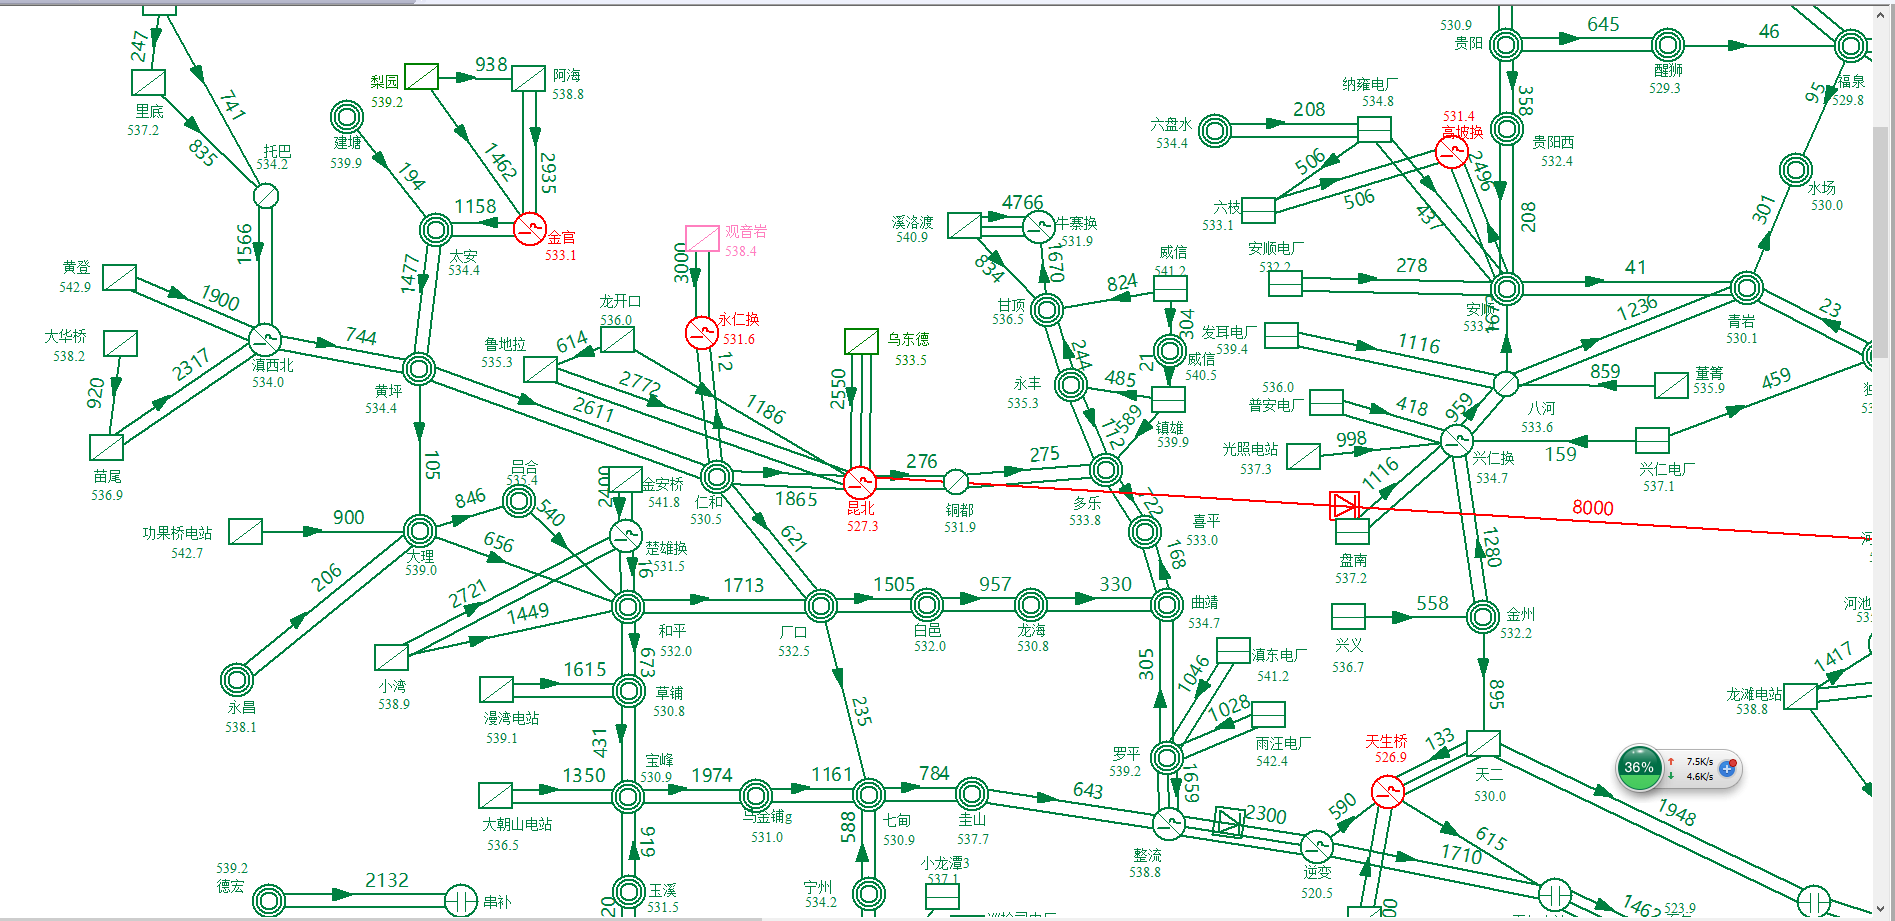 530.9
贵阳
645
46
醒狮
529.3
福泉
529.8
95
247
741
里底
537.2
835
托巴
534.2
梨园
539.2
938
阿海
538.8
建塘
539.9
194
1462
2935
1158
金官
533.1
太安
534.4
1477
1566
黄登
542.9
1900
大华桥
538.2
920
2317
滇西北
534.0
744
苗尾
536.9
黄坪
534.4
105
2611
观音岩
538.4
3000
永仁换
531.6
12
龙开口
536.0
鲁地拉
535.3
614
2772
1186
乌东德
533.5
2550
仁和
530.5
1865
昆北
527.3
276
铜都
531.9
275
溪洛渡
540.9
4766
牛寨换
531.9
834
1670
甘顶
536.5
威信
541.2
824
304
威信
540.5
21
244
永丰
535.3
485
镇雄
539.9
589
772
多乐
533.8
722
喜平
533.0
168
纳雍电厂
534.8
六盘水
534.4
208
531.4
高坡换
506
506
六枝
533.1
437
2496
358
贵阳西
532.4
208
安顺电厂
532.2
278
安顺
41
青岩
530.1
301
水场
530.0
23
发耳电厂
539.4
1116
1236
八河
533.6
859
董箐
535.9
459
536.0
普安电厂
418
959
光照电站
537.3
998
兴仁换
534.7
159
兴仁电厂
537.1
1116
盘南
537.2
8000
1280
兴义
536.7
558
金州
532.2
895
功果桥电站
542.7
900
大理
539.0
846
吕合
535.4
540
656
206
永昌
538.1
金安桥
541.8
楚雄换
531.5
16
2721
1449
小湾
538.9
和平
532.0
1713
621
厂口
532.5
1505
白邑
532.0
957
龙海
530.8
330
曲靖
534.7
673
1615
漫湾电站
539.1
草铺
530.8
431
宝峰
530.9
1350
大朝山电站
536.5
1974
马金铺g
531.0
1161
235
七甸
530.9
784
圭山
537.7
643
588
919
玉溪
531.5
20
539.2
德宏
2132
串补
宁州
534.2
小龙潭3
537.1
305
1046
滇东电厂
541.2
1028
雨汪电厂
542.4
罗平
539.2
1659
整流
538.8
2300
逆变
520.5
590
天生桥
526.9
133
天二
530.0
1948
615
1710
1462
523.9
河池
1417
龙滩电站
538.8
36%
7.5K/s
4.6K/s